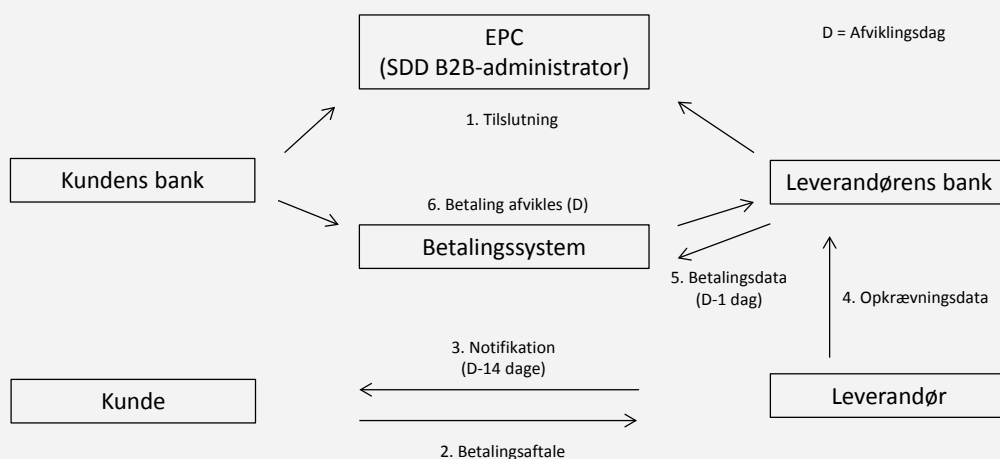 EPC
(SDD B2B-administrator)
D = Afviklingsdag
1. Tilslutning
Kundens bank
Leverandørens bank
6. Betaling afvikles (D)
Betalingssystem
5. Betalingsdata
(D-1 dag)
4. Opkrævningsdata
3. Notifikation
(D-14 dage)
Kunde
Leverandør
2. Betalingsaftale